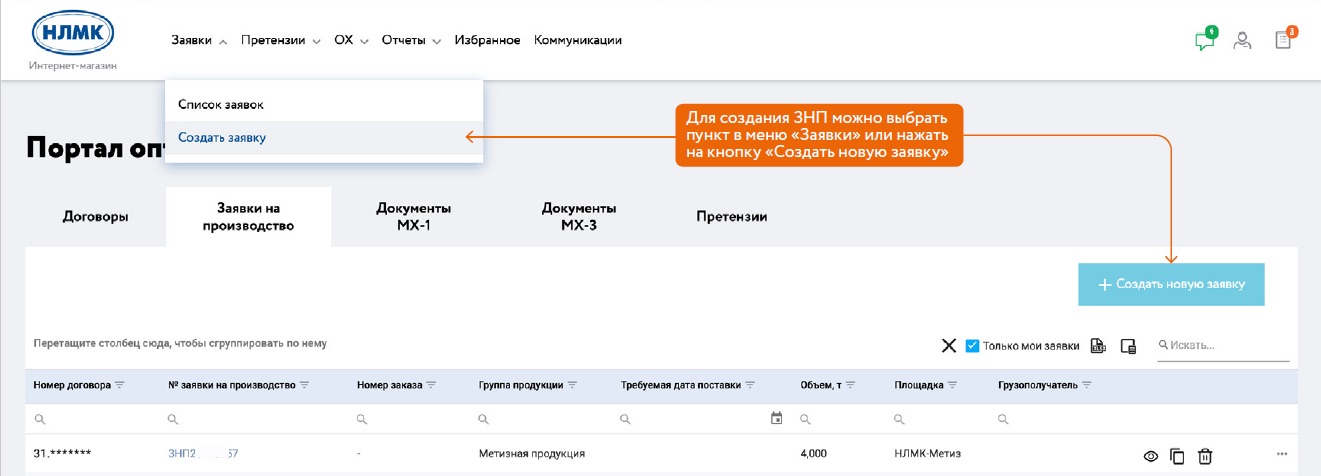 НЛМК
Интернет-магазин
Заявки Претензии ОХ Отчеты Избранное Коммуникации
3
Список заявок
Создать заявку
Для создания ЗНП можно выбрать
пункт в меню «Заявки» или нажать
на кнопку «Создать новую заявку»
Портал
Договоры
Заявки на
производство
Документы
МХ-1
Документы
МХ-3
Претензии
+ Создать новую заявку
Перетащите столбец сюда, чтобы сгруппировать по нему
Только мои заявки
Искать...
Номер договора № заявки на производство Номер заказа Группа продукции Требуемая дата поставки Объем, т Площадка Грузополучатель
31.******* ЗНП2 57 - Метизная продукция 4,000 НЛМК-Метиз ...